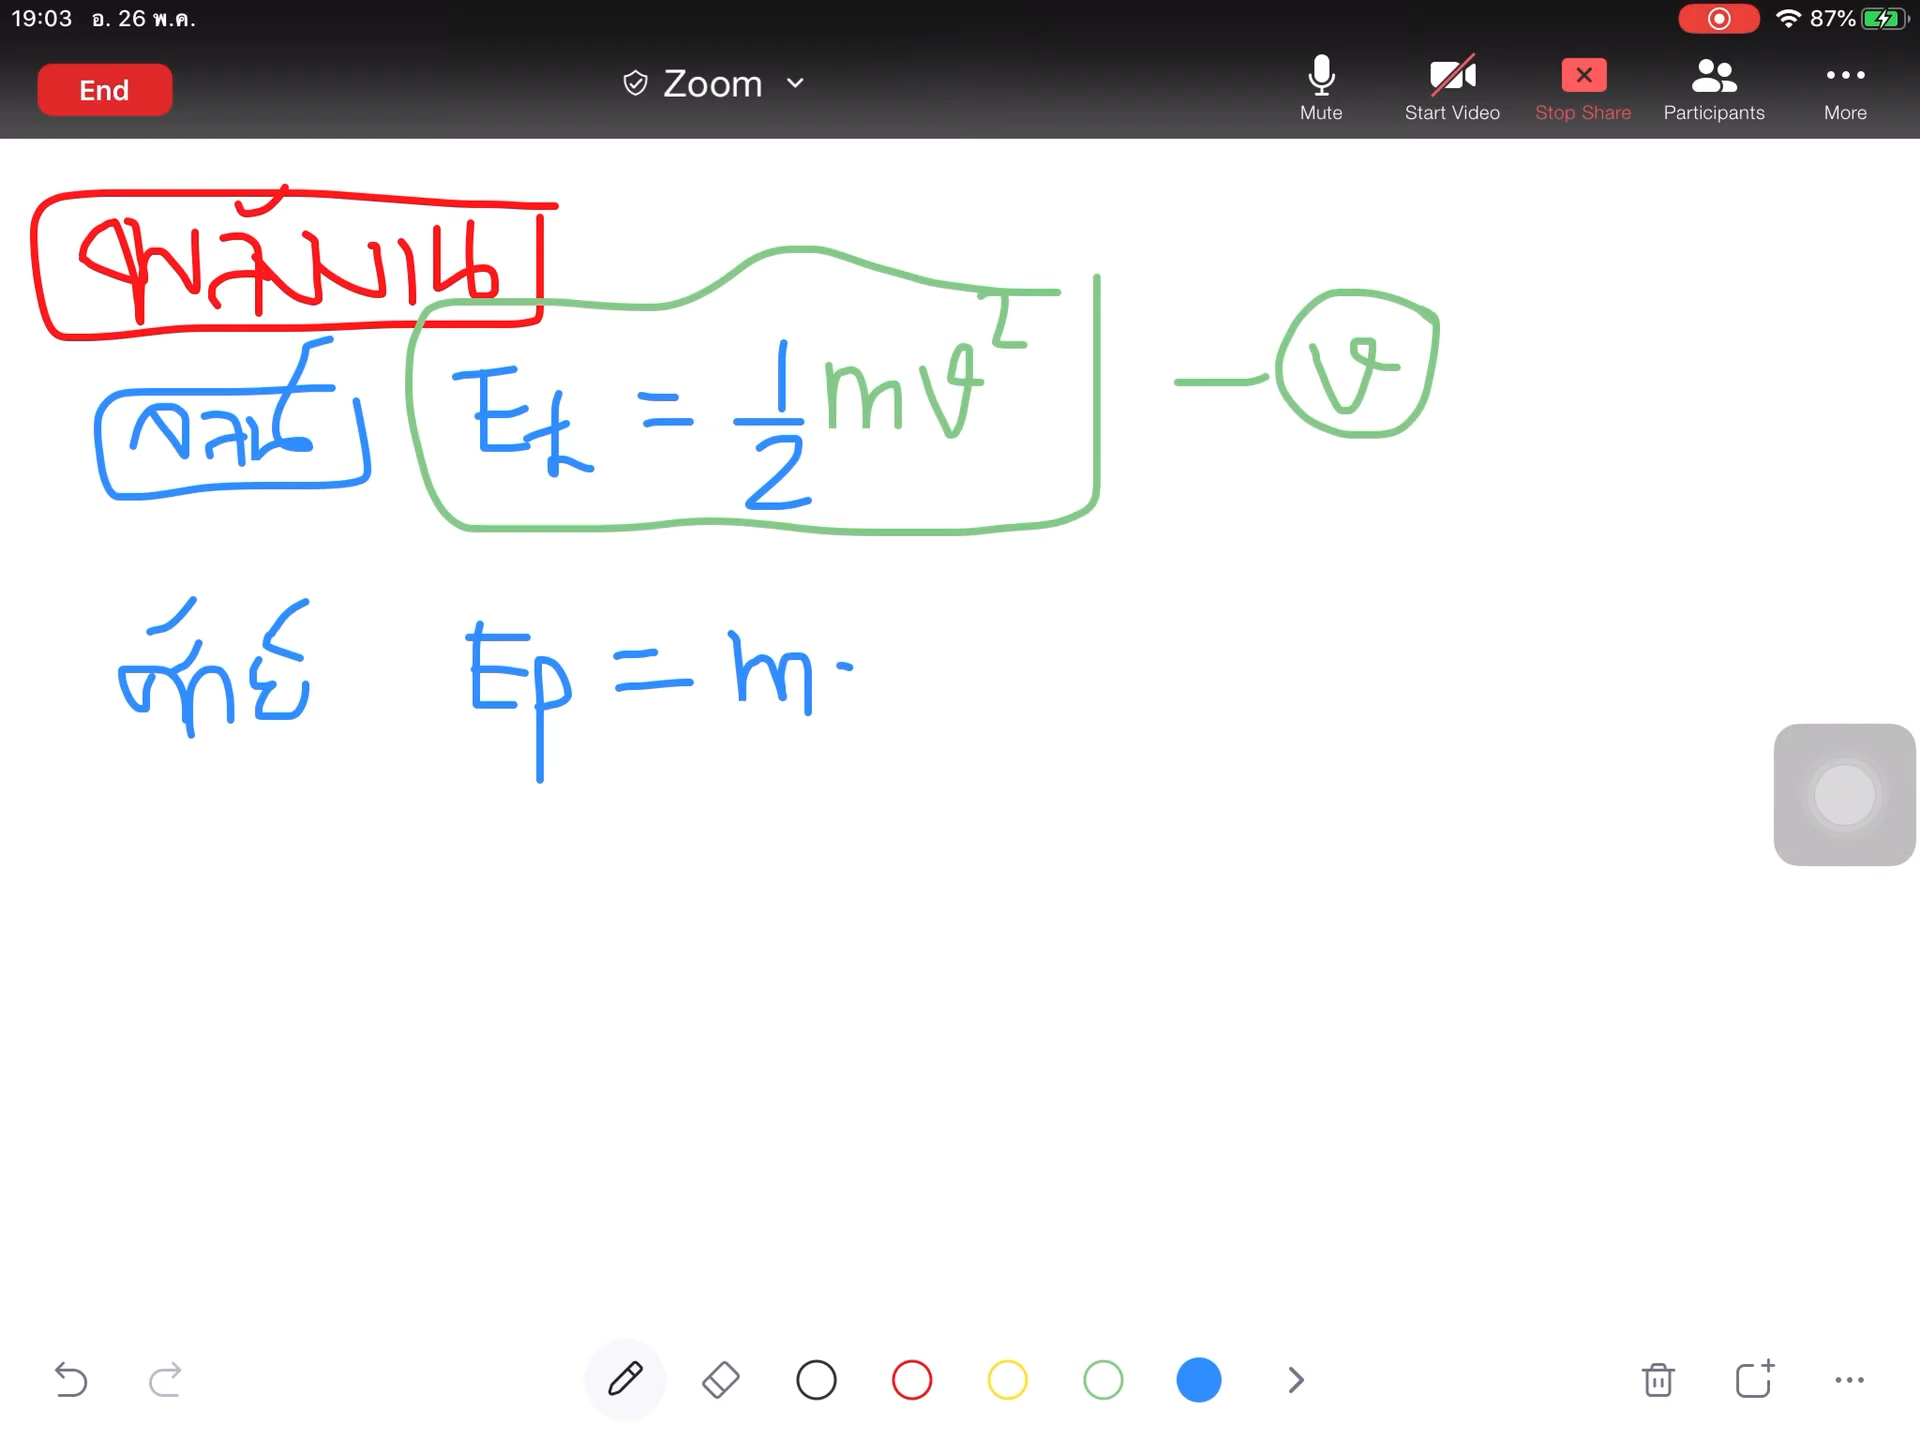 19:03 อ. 26 พ.ค. 87%
End Zoom Mute Start Video Stop Share Participants More
พลังงาน
จลน์ Ek = 1/2 mv² — v
ศักย์ Ep = m